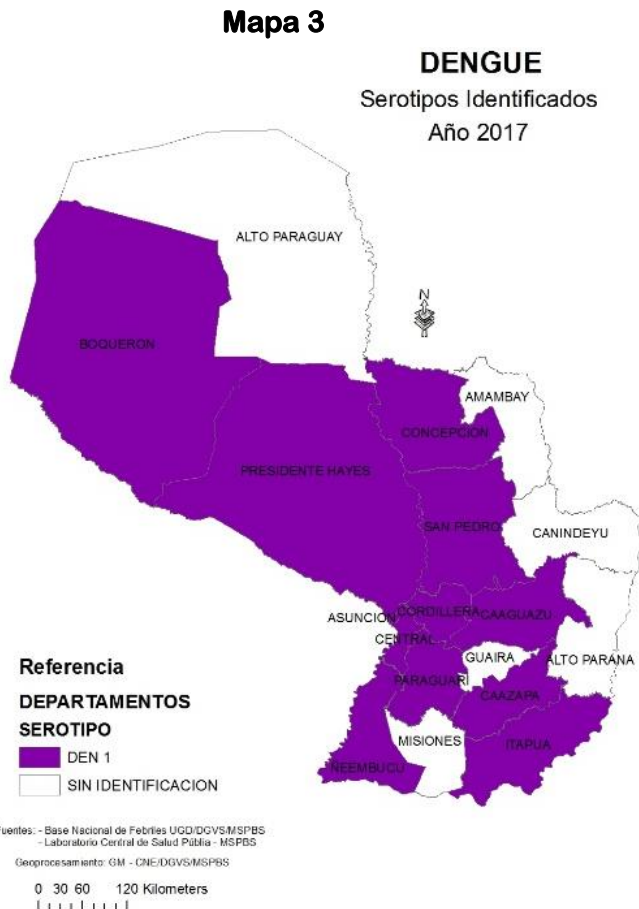 Mapa 3
DENGUE
Serotipos Identificados
Año 2017
ALTO PARAGUAY
N
BOQUERON
AMAMBAY
CONCEPCION
PRESIDENTE HAYES
SAN PEDRO
CANINDEYU
ASUNCION
CORDILLERA
CAAGUAZU
CENTRAL
GUAIRA
ALTO PARANA
PARAGUARI
CAAZAPA
MISIONES
ITAPUA
ÑEEMBUCU
Referencia
DEPARTAMENTOS
SEROTIPO
DEN 1
SIN IDENTIFICACION
uentes: - Base Nacional de Febriles UGD/DGVS/MSPBS
- Laboratorio Central de Salud Públia - MSPBS
Geoprocesamiento: GM - CNE/DGVS/MSPBS
0 30 60 120 Kilometers